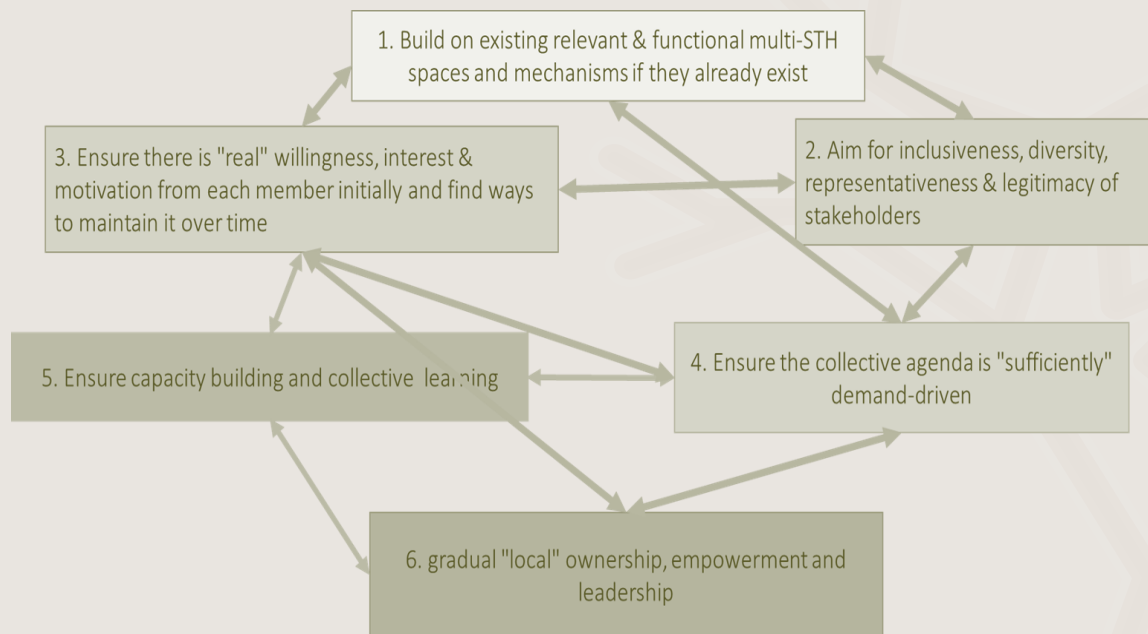 1. Build on existing relevant & functional multi-STH
spaces and mechanisms if they already exist
2. Aim for inclusiveness, diversity,
representativeness & legitimacy of
stakeholders
3. Ensure there is "real" willingness, interest &
motivation from each member initially and find ways
to maintain it over time
4. Ensure the collective agenda is "sufficiently"
demand-driven
5. Ensure capacity building and collective learning
6. gradual "local" ownership, empowerment and
leadership